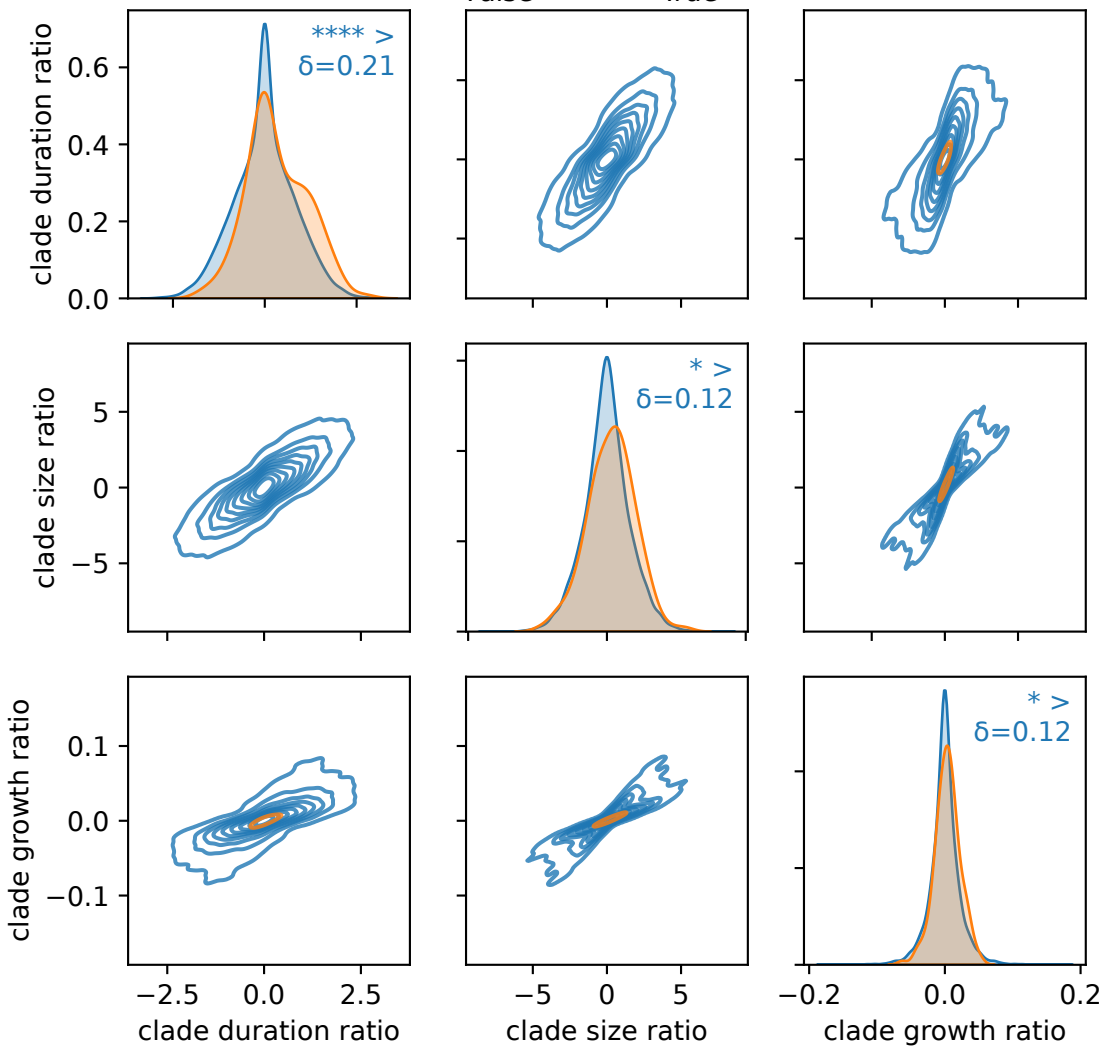 **** >
δ=0.21
clade duration ratio
0.6
0.4
0.2
0.0
* >
δ=0.12
clade size ratio
5
0
−5
* >
δ=0.12
clade growth ratio
0.1
0.0
−0.1
−2.5 0.0 2.5
−5 0 5
−0.2 0.0 0.2
clade duration ratio
clade size ratio
clade growth ratio